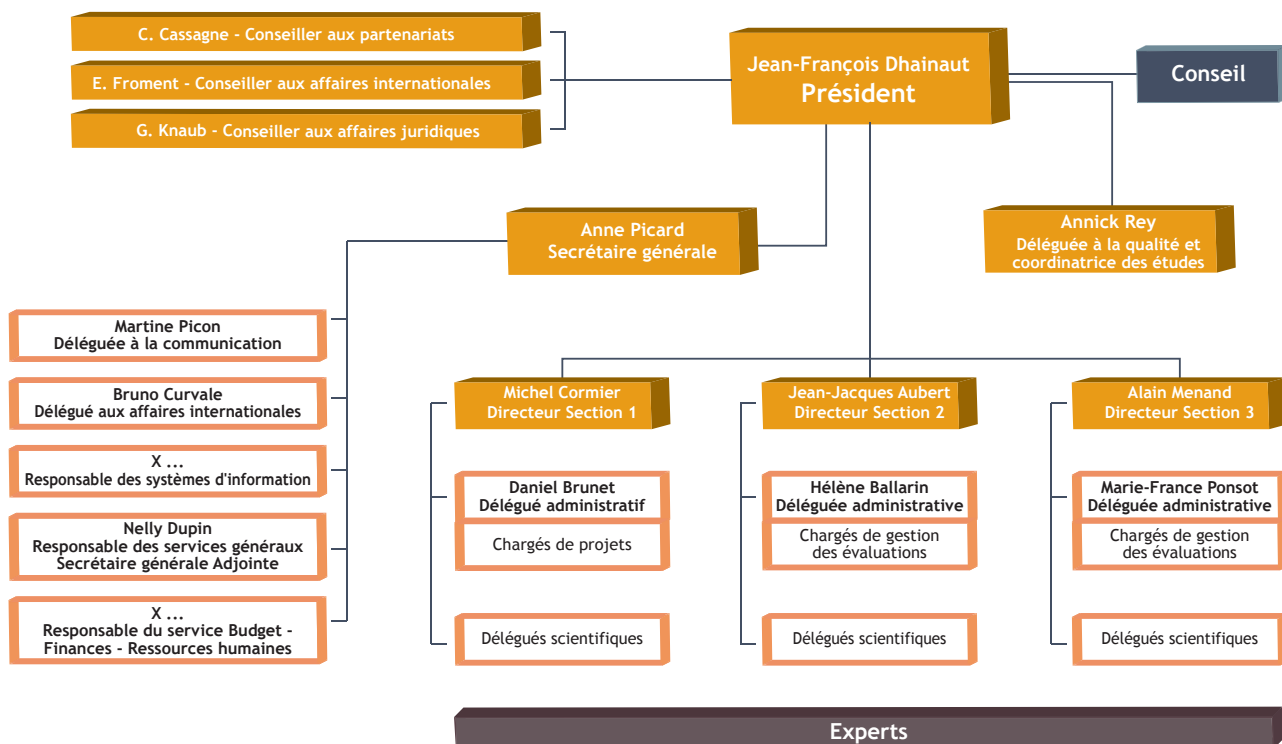 C. Cassagne - Conseiller aux partenariats
E. Froment - Conseiller aux affaires internationales
G. Knaub - Conseiller aux affaires juridiques
Jean-François Dhainaut
Président
Conseil
Anne Picard
Secrétaire générale
Annick Rey
Déléguée à la qualité et
coordinatrice des études
Martine Picon
Déléguée à la communication
Bruno Curvale
Délégué aux affaires internationales
X ...
Responsable des systèmes d'information
Nelly Dupin
Responsable des services généraux
Secrétaire générale Adjointe
X ...
Responsable du service Budget -
Finances - Ressources humaines
Michel Cormier
Directeur Section 1
Daniel Brunet
Délégué administratif
Chargés de projets
Délégués scientifiques
Jean-Jacques Aubert
Directeur Section 2
Hélène Ballarin
Déléguée administrative
Chargés de gestion
des évaluations
Délégués scientifiques
Alain Menand
Directeur Section 3
Marie-France Ponsot
Déléguée administrative
Chargés de gestion
des évaluations
Délégués scientifiques
Experts